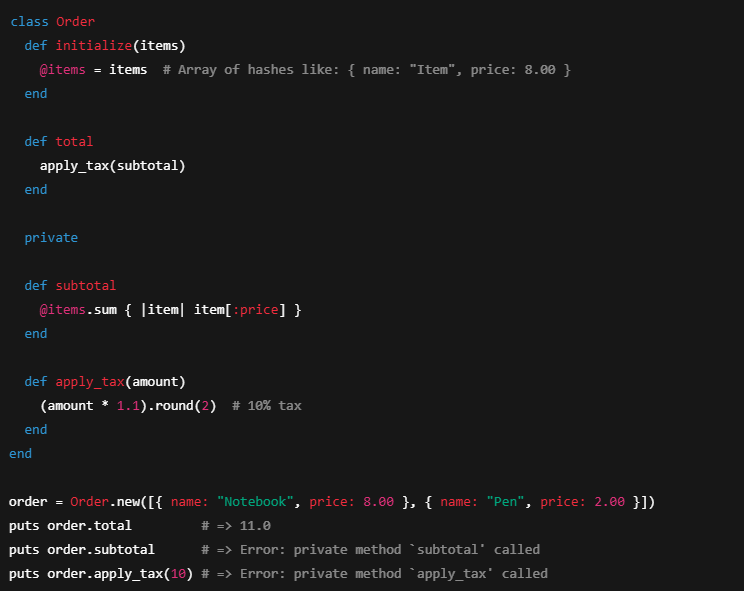 class Order
  def initialize(items)
    @items = items  # Array of hashes like: { name: "Item", price: 8.00 }
  end

  def total
    apply_tax(subtotal)
  end

  private

  def subtotal
    @items.sum { |item| item[:price] }
  end

  def apply_tax(amount)
    (amount * 1.1).round(2)  # 10% tax
  end
end

order = Order.new([{ name: "Notebook", price: 8.00 }, { name: "Pen", price: 2.00 }])
puts order.total         # => 11.0
puts order.subtotal      # => Error: private method `subtotal' called
puts order.apply_tax(10) # => Error: private method `apply_tax' called